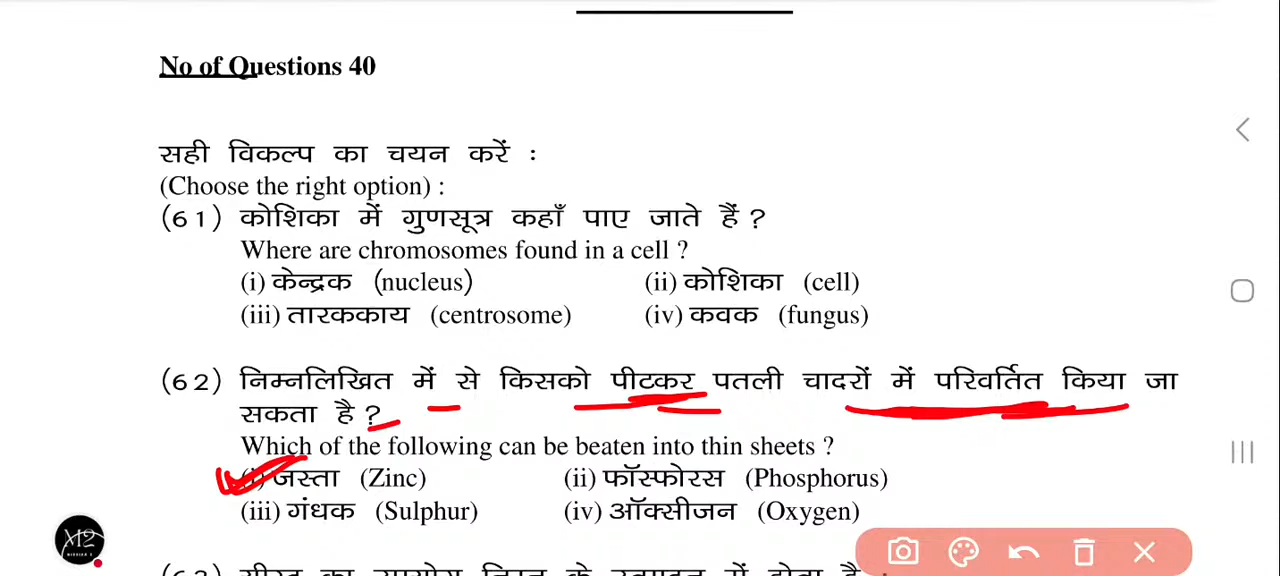 No of Questions 40
सही विकल्प का चयन करें :
(Choose the right option) :
(61) कोशिका में गुणसूत्र कहाँ पाए जाते हैं ?
Where are chromosomes found in a cell ?
(i) केन्द्रक (nucleus) (ii) कोशिका (cell)
(iii) तारककाय (centrosome) (iv) कवक (fungus)
(62) निम्नलिखित में से किसको पीटकर पतली चादरों में परिवर्तित किया जा
सकता है ?
Which of the following can be beaten into thin sheets ?
(i) जस्ता (Zinc) (ii) फॉस्फोरस (Phosphorus)
(iii) गंधक (Sulphur) (iv) ऑक्सीजन (Oxygen)